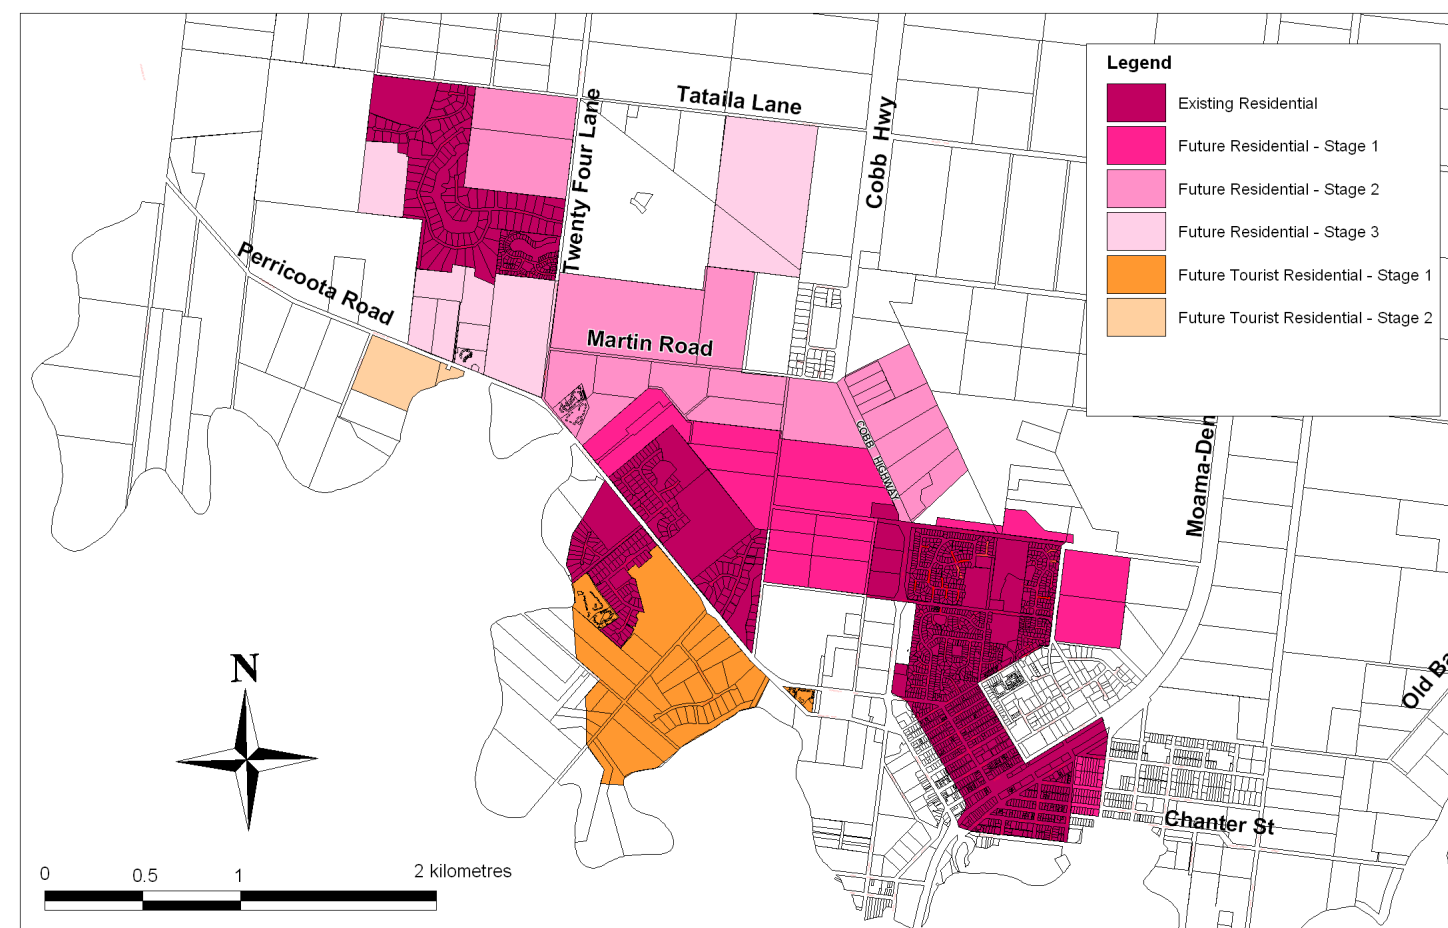 Legend
Existing Residential
Future Residential - Stage 1
Future Residential - Stage 2
Future Residential - Stage 3
Future Tourist Residential - Stage 1
Future Tourist Residential - Stage 2
Tataila Lane
Twenty Four Lane
Cobb Hwy
Perricoota Road
Martin Road
COBB HIGHWAY
Moama-Den
Old Ba
Chanter St
N
0 0.5 1 2 kilometres